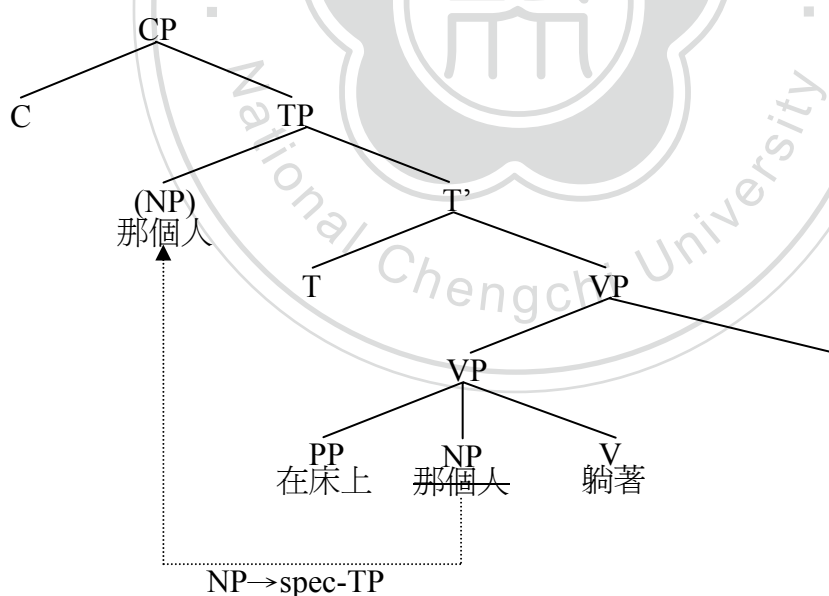 CP
C
TP
(NP)
T’
那個人
T
VP
VP
PP
NP
V
在床上
那個人
躺著
NP→spec-TP
National Chengchi University